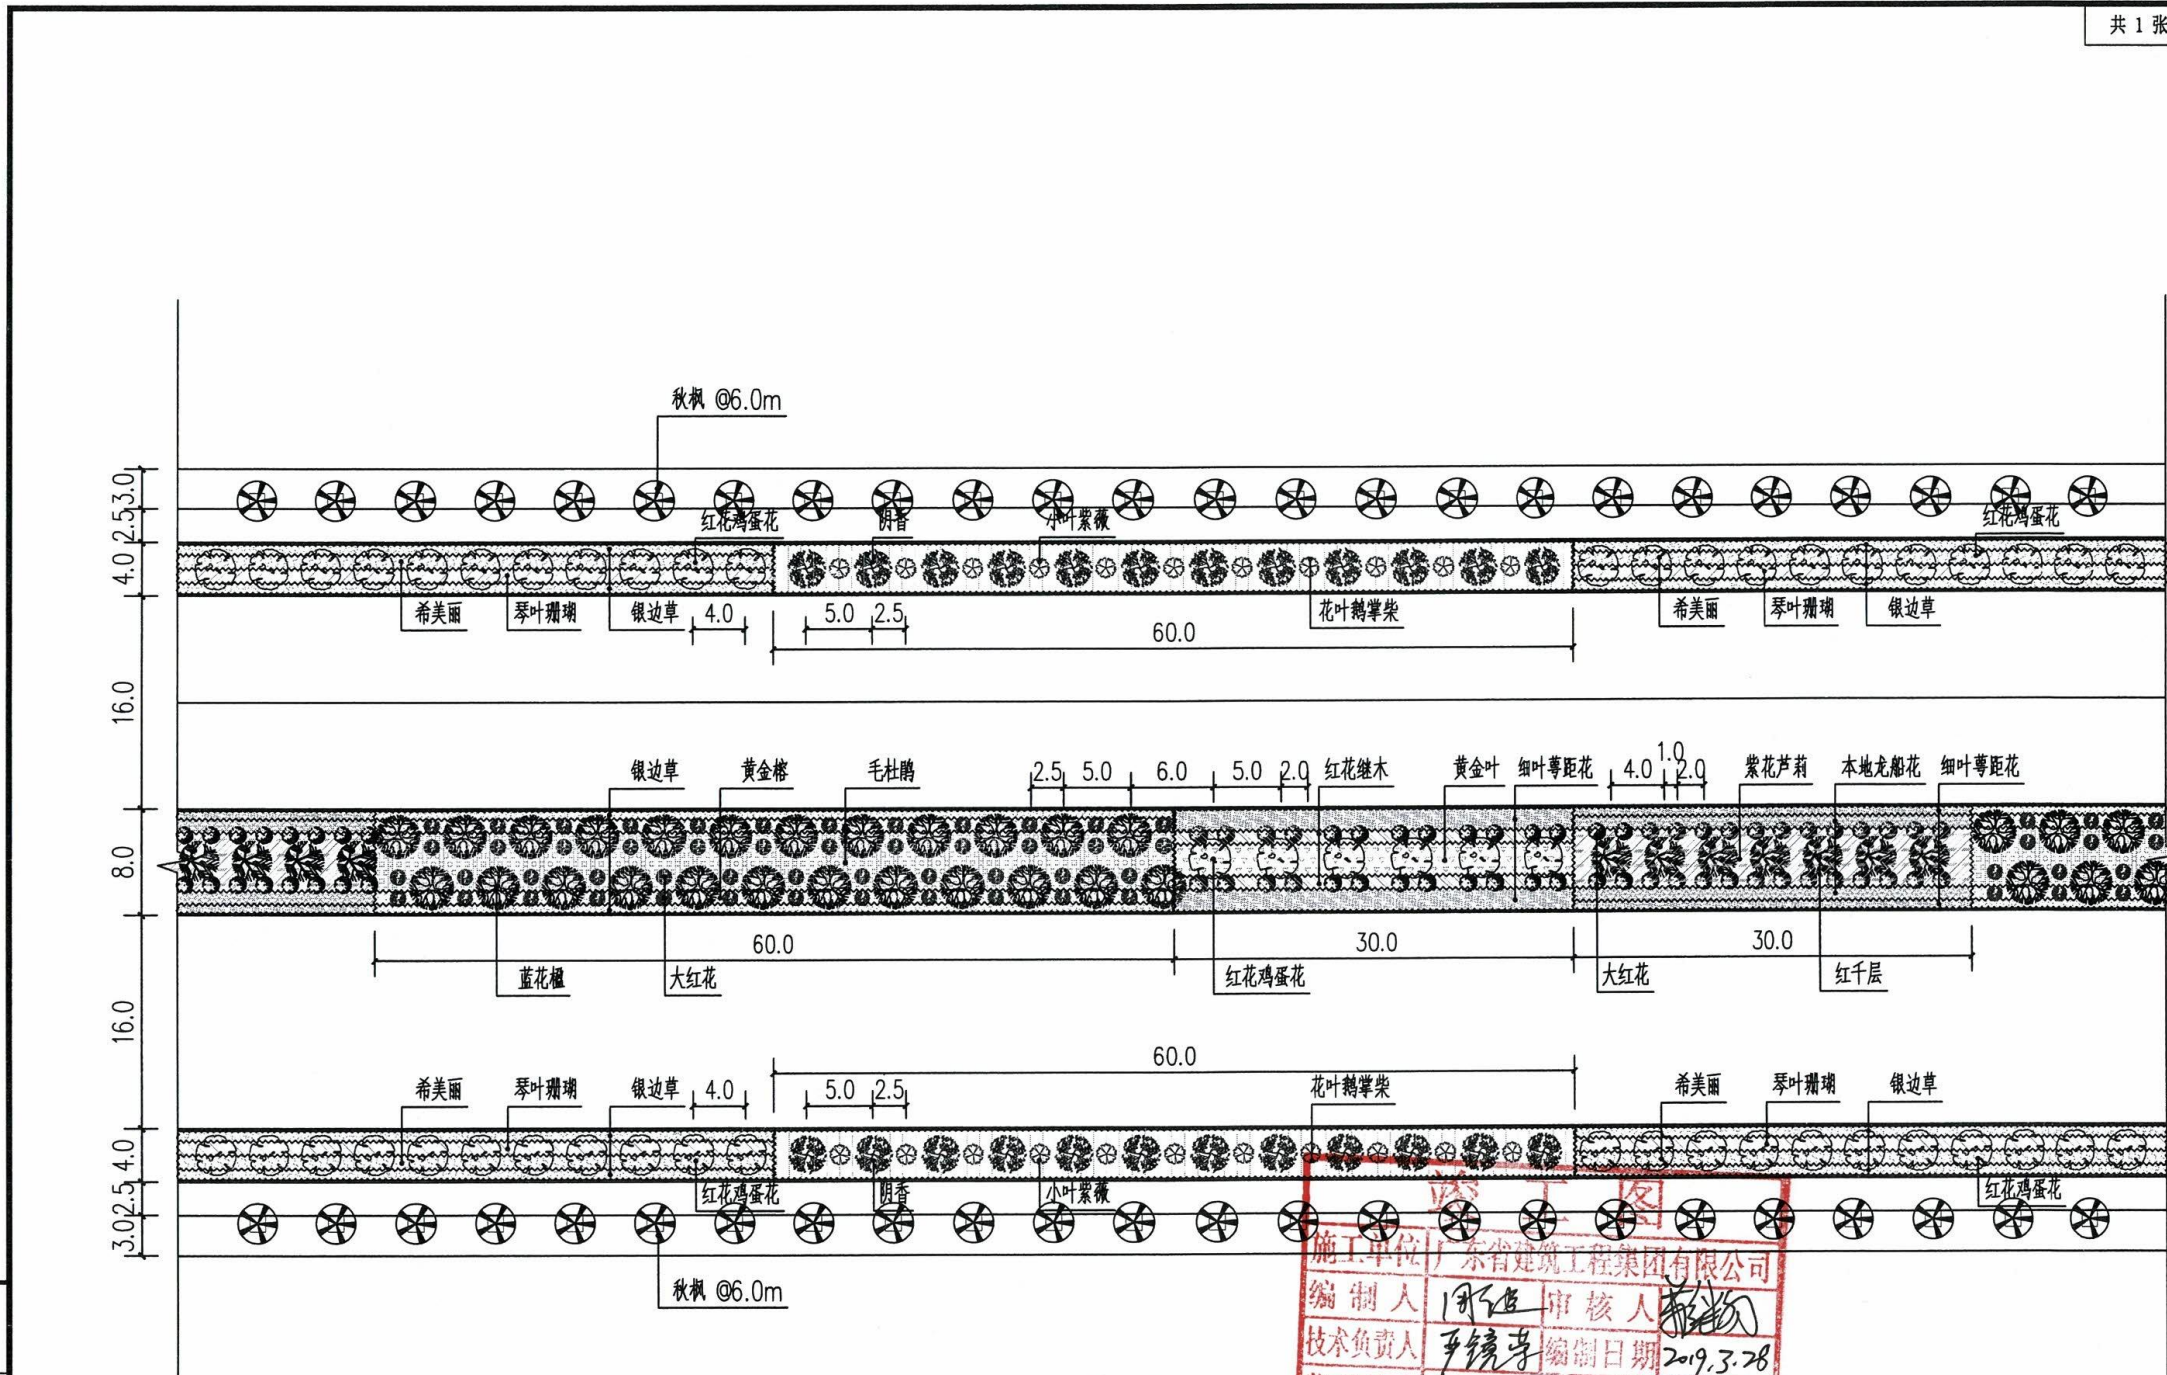 共 1 张
秋枫 @6.0m
3.0
2.5
4.0
16.0
8.0
16.0
4.0
2.5
3.0
红花鸡蛋花
阴香
小叶紫薇
红花鸡蛋花
希美丽
琴叶珊瑚
银边草
4.0
5.0
2.5
花叶鹅掌柴
希美丽
琴叶珊瑚
银边草
60.0
银边草
黄金榕
毛杜鹃
2.5
5.0
6.0
5.0
2.0
红花继木
黄金叶
细叶萼距花
4.0
1.0
2.0
紫花芦莉
本地龙船花
细叶萼距花
60.0
30.0
30.0
蓝花楹
大红花
红花鸡蛋花
大红花
红千层
60.0
希美丽
琴叶珊瑚
银边草
4.0
5.0
2.5
花叶鹅掌柴
希美丽
琴叶珊瑚
银边草
红花鸡蛋花
阴香
小叶紫薇
红花鸡蛋花
秋枫 @6.0m
竣工图
施工单位 广东省建筑工程集团有限公司
编制人 审核人
技术负责人 编制日期 2019.3.28